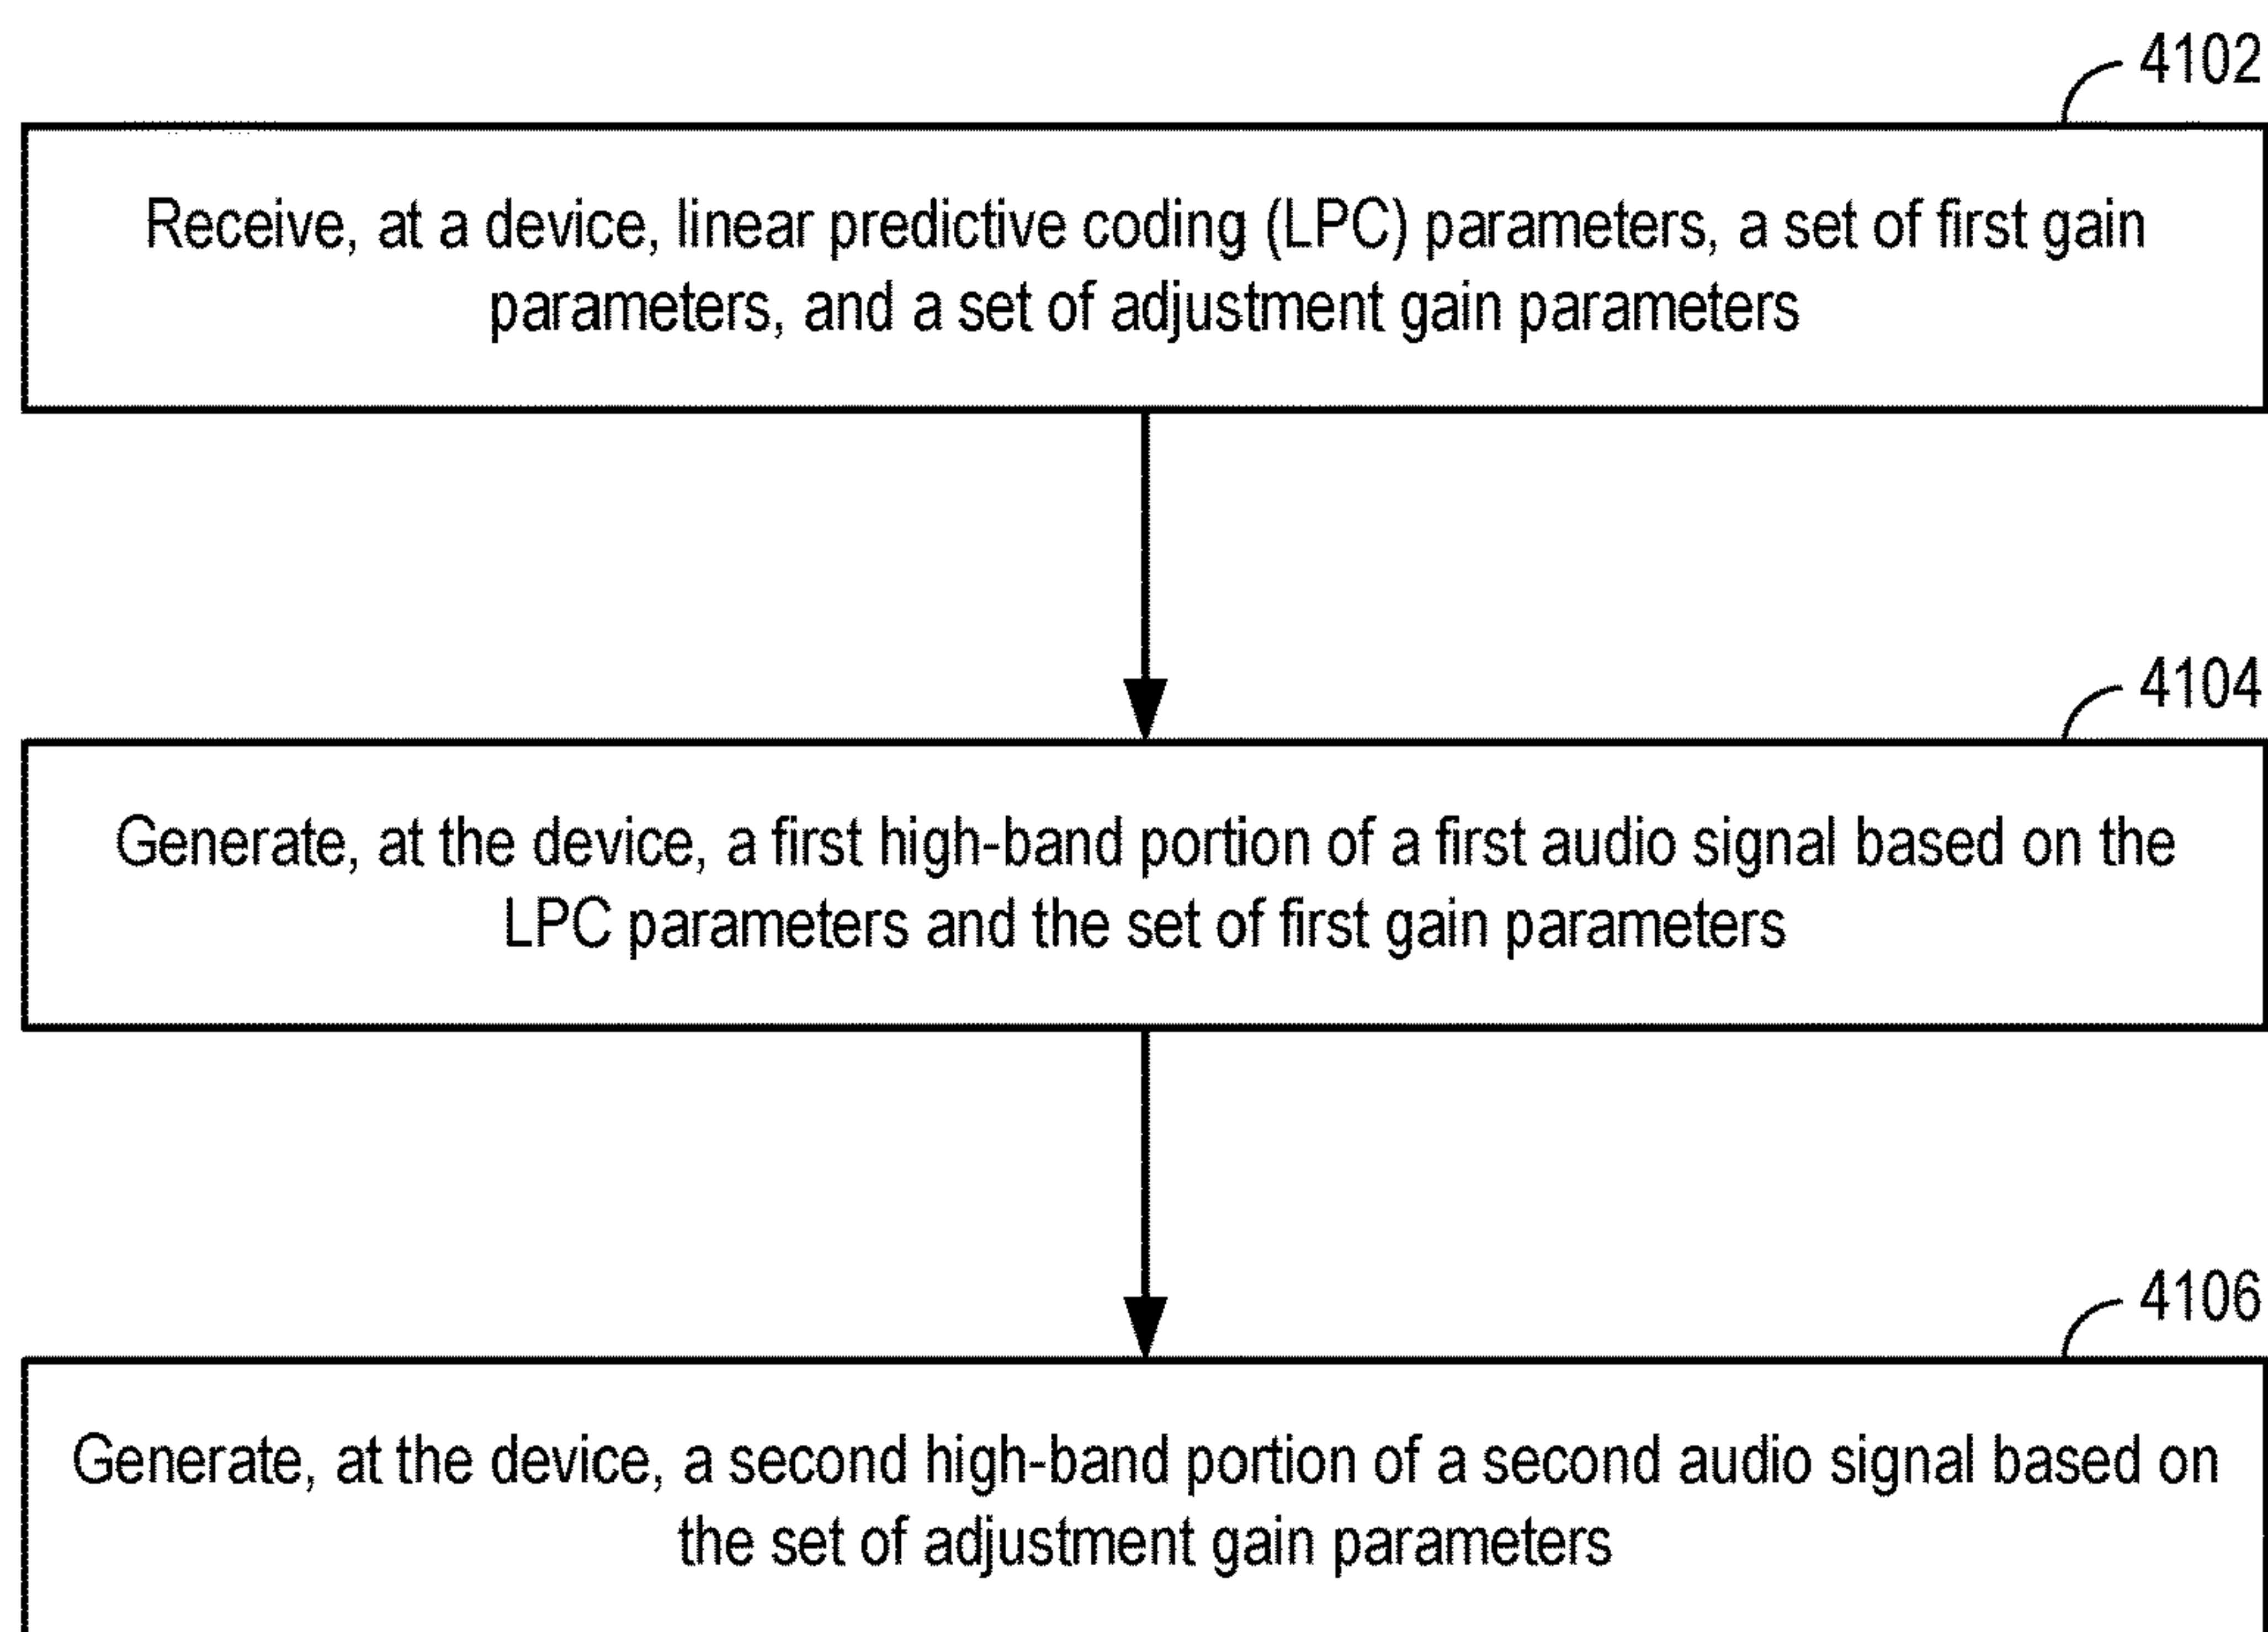 4102
Receive, at a device, linear predictive coding (LPC) parameters, a set of first gain
parameters, and a set of adjustment gain parameters
4104
Generate, at the device, a first high-band portion of a first audio signal based on the
LPC parameters and the set of first gain parameters
4106
Generate, at the device, a second high-band portion of a second audio signal based on
the set of adjustment gain parameters